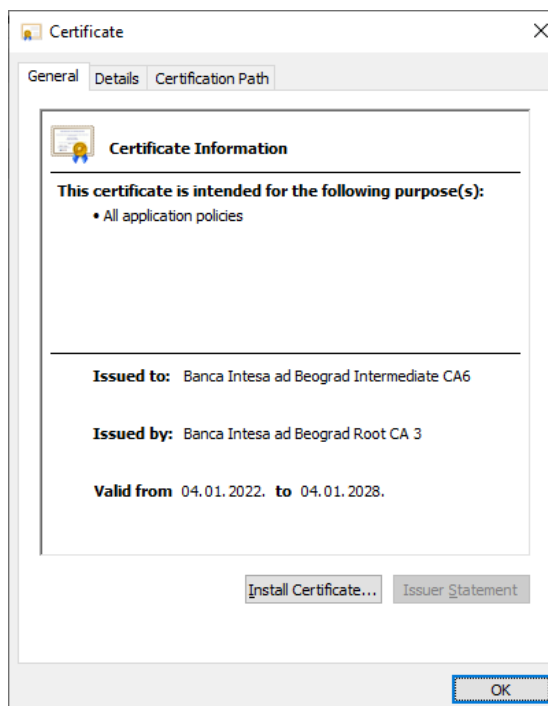 Certificate
General
Details
Certification Path
Certificate Information
This certificate is intended for the following purpose(s):
• All application policies
Issued to: Banca Intesa ad Beograd Intermediate CA6
Issued by: Banca Intesa ad Beograd Root CA 3
Valid from 04.01.2022. to 04.01.2028.
Install Certificate...
Issuer Statement
OK